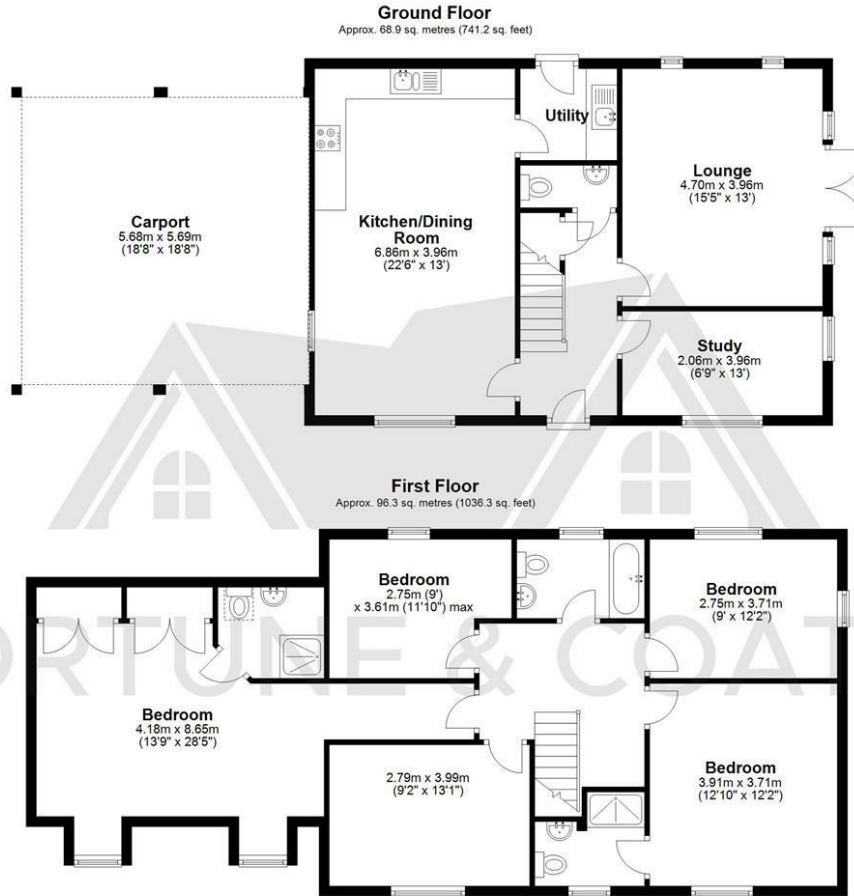 Ground Floor
Approx. 68.9 sq. metres (741.2 sq. feet)
Utility
Lounge
4.70m x 3.96m
(15'5" x 13')
Carport
5.68m x 5.69m
(18'8" x 18'8")
Kitchen/Dining
Room
6.86m x 3.96m
(22'6" x 13')
Study
2.06m x 3.96m
(6'9" x 13')
First Floor
Approx. 96.3 sq. metres (1036.3 sq. feet)
Bedroom
2.75m (9')
x 3.61m (11'10") max
Bedroom
2.75m x 3.71m
(9' x 12'2")
ORTUNE & COAT
Bedroom
4.18m x 8.65m
(13'9" x 28'5")
2.79m x 3.99m
(9'2" x 13'1")
Bedroom
3.91m x 3.71m
(12'10" x 12'2")